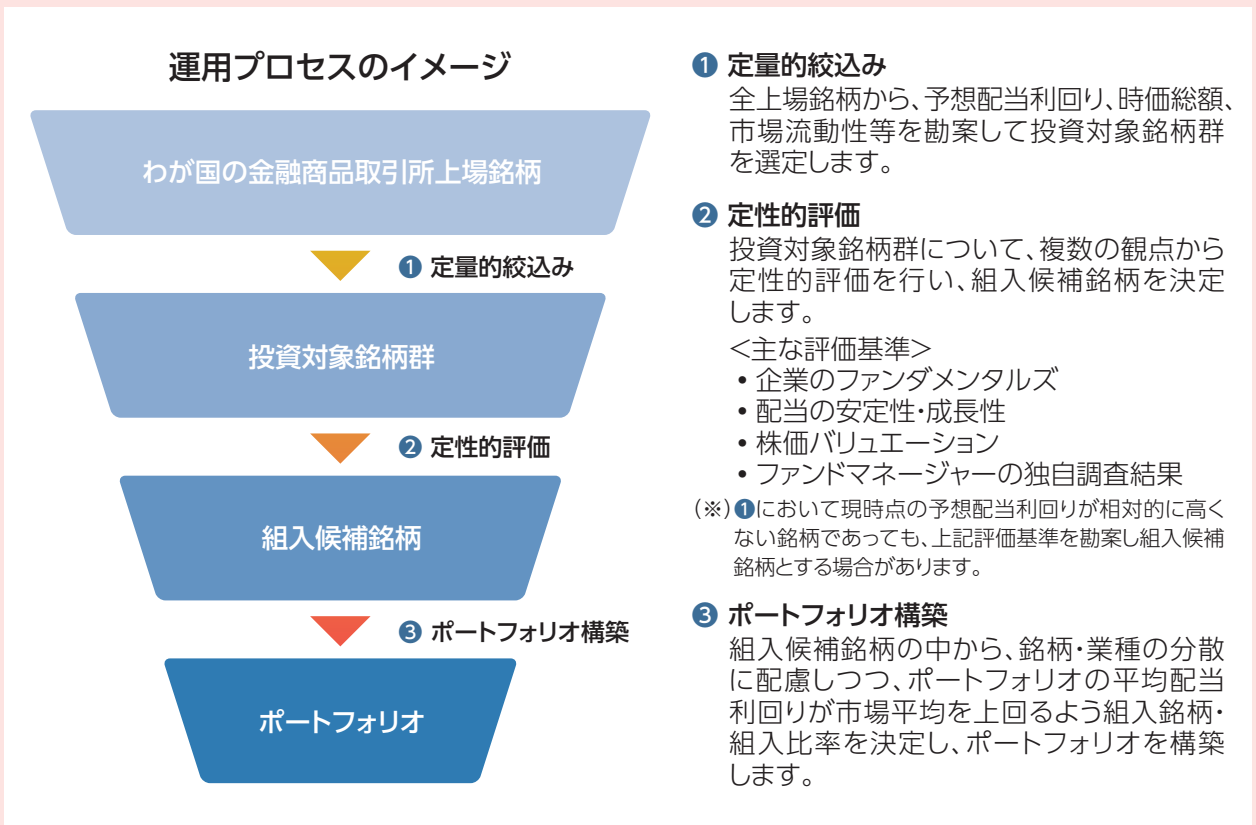 運用プロセスのイメージ
わが国の金融商品取引所上場銘柄
❶ 定量的絞込み
投資対象銘柄群
❷ 定性的評価
組入候補銘柄
❸ ポートフォリオ構築
ポートフォリオ
❶ 定量的絞込み
全上場銘柄から、予想配当利回り、時価総額、
市場流動性等を勘案して投資対象銘柄群
を選定します。
❷ 定性的評価
投資対象銘柄群について、複数の観点から
定性的評価を行い、組入候補銘柄を決定
します。
＜主な評価基準＞
• 企業のファンダメンタルズ
• 配当の安定性・成長性
• 株価バリュエーション
• ファンドマネージャーの独自調査結果
(※)❶において現時点の予想配当利回りが相対的に高く
ない銘柄であっても、上記評価基準を勘案し組入候補
銘柄とする場合があります。
❸ ポートフォリオ構築
組入候補銘柄の中から、銘柄・業種の分散
に配慮しつつ、ポートフォリオの平均配当
利回りが市場平均を上回るよう組入銘柄・
組入比率を決定し、ポートフォリオを構築
します。